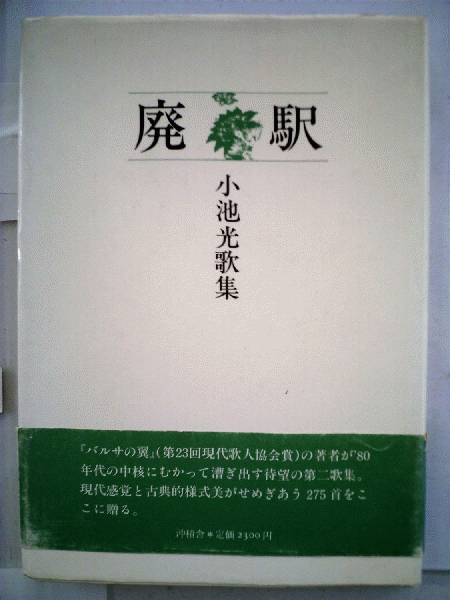 廃駅
小池光歌集
『バルサの翼』(第23回現代歌人協会賞)の著者が'80
年代の中核にむかって漕ぎ出す待望の第二歌集。
現代感覚と古典的様式美がせめぎあう 275 首をこ
こに贈る。
沖積舎＊定価2300円